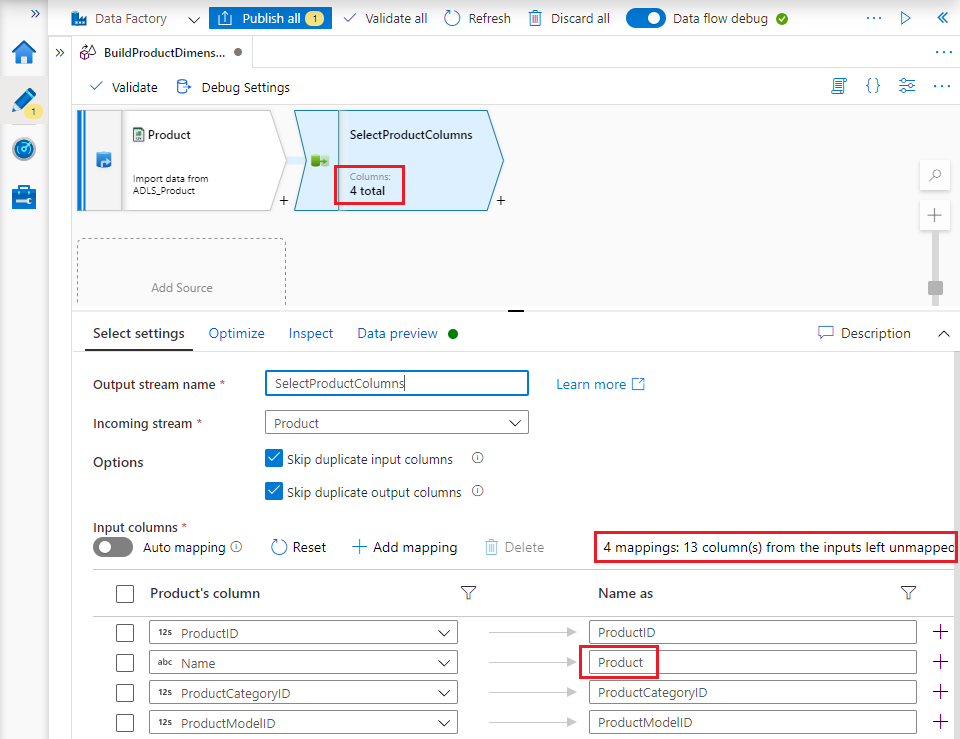 Data Factory
Publish all 1
Validate all
Refresh
Discard all
Data flow debug
BuildProductDimens...
1
Validate
Debug Settings
Product
Import data from
ADLS_Product
+
SelectProductColumns
Columns:
4 total
+
Add Source
Select settings
Optimize
Inspect
Data preview
Description
Output stream name *
SelectProductColumns
Learn more
Incoming stream *
Product
Options
Skip duplicate input columns
Skip duplicate output columns
Input columns *
Auto mapping
Reset
Add mapping
Delete
4 mappings: 13 column(s) from the inputs left unmapped
Product's column
Name as
12s ProductID
ProductID
abc Name
Product
12s ProductCategoryID
ProductCategoryID
12s ProductModelID
ProductModelID